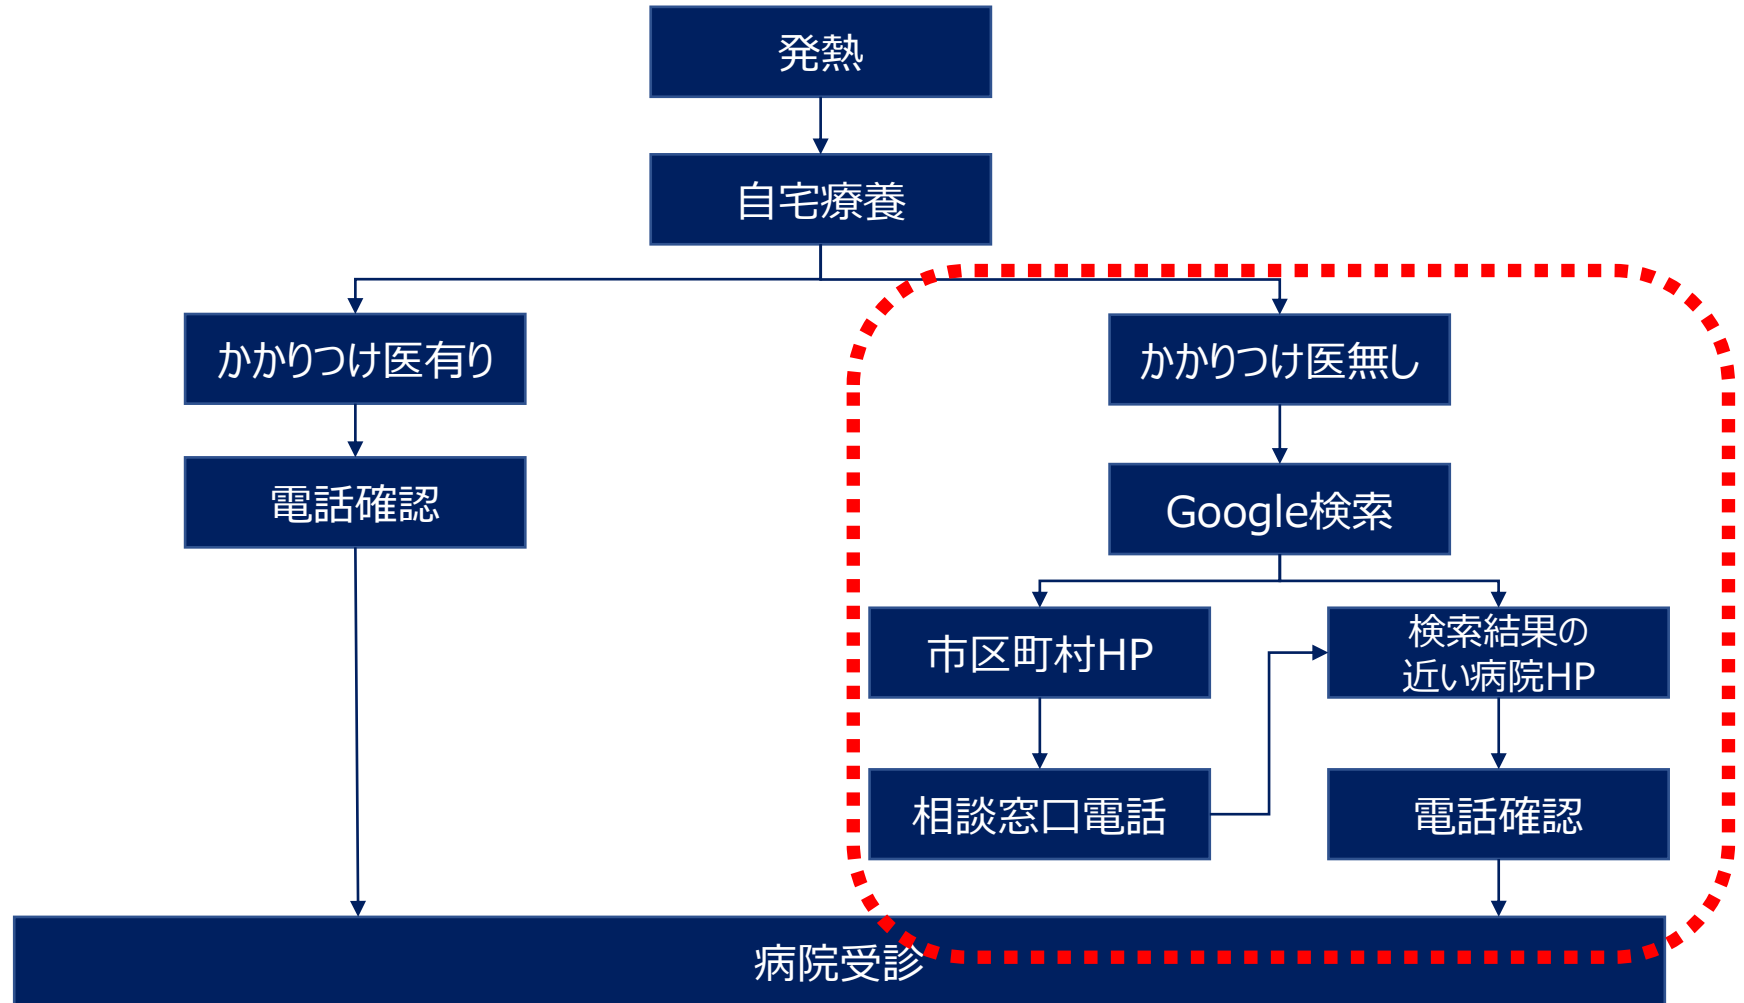 発熱
自宅療養
かかりつけ医有り
かかりつけ医無し
電話確認
Google検索
市区町村HP
検索結果の
近い病院HP
相談窓口電話
電話確認
病院受診